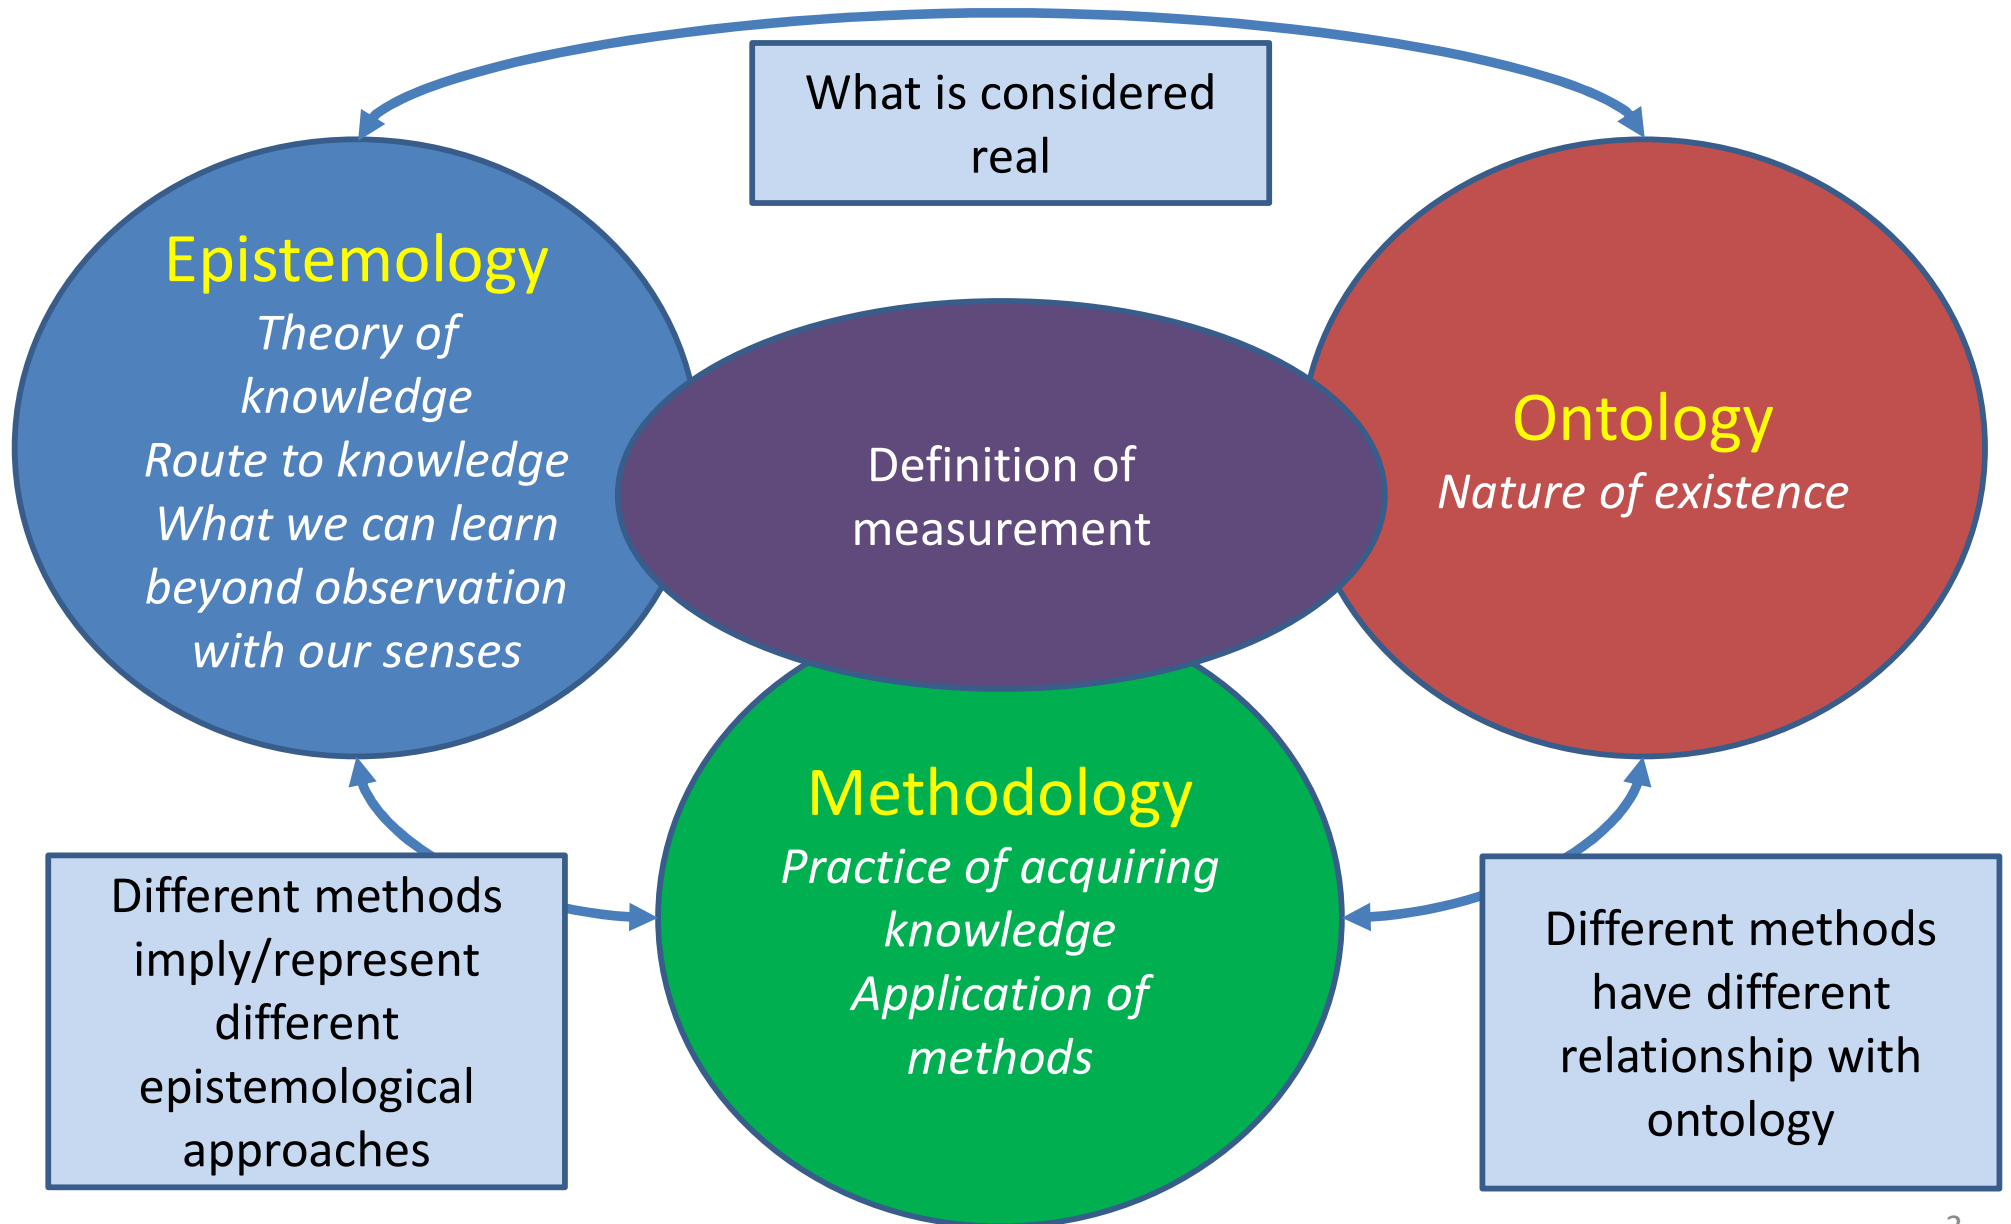 What is considered
real
Epistemology
Theory of
knowledge
Route to knowledge
What we can learn
beyond observation
with our senses
Definition of
measurement
Ontology
Nature of existence
Methodology
Practice of acquiring
knowledge
Application of
methods
Different methods
imply/represent
different
epistemological
approaches
Different methods
have different
relationship with
ontology